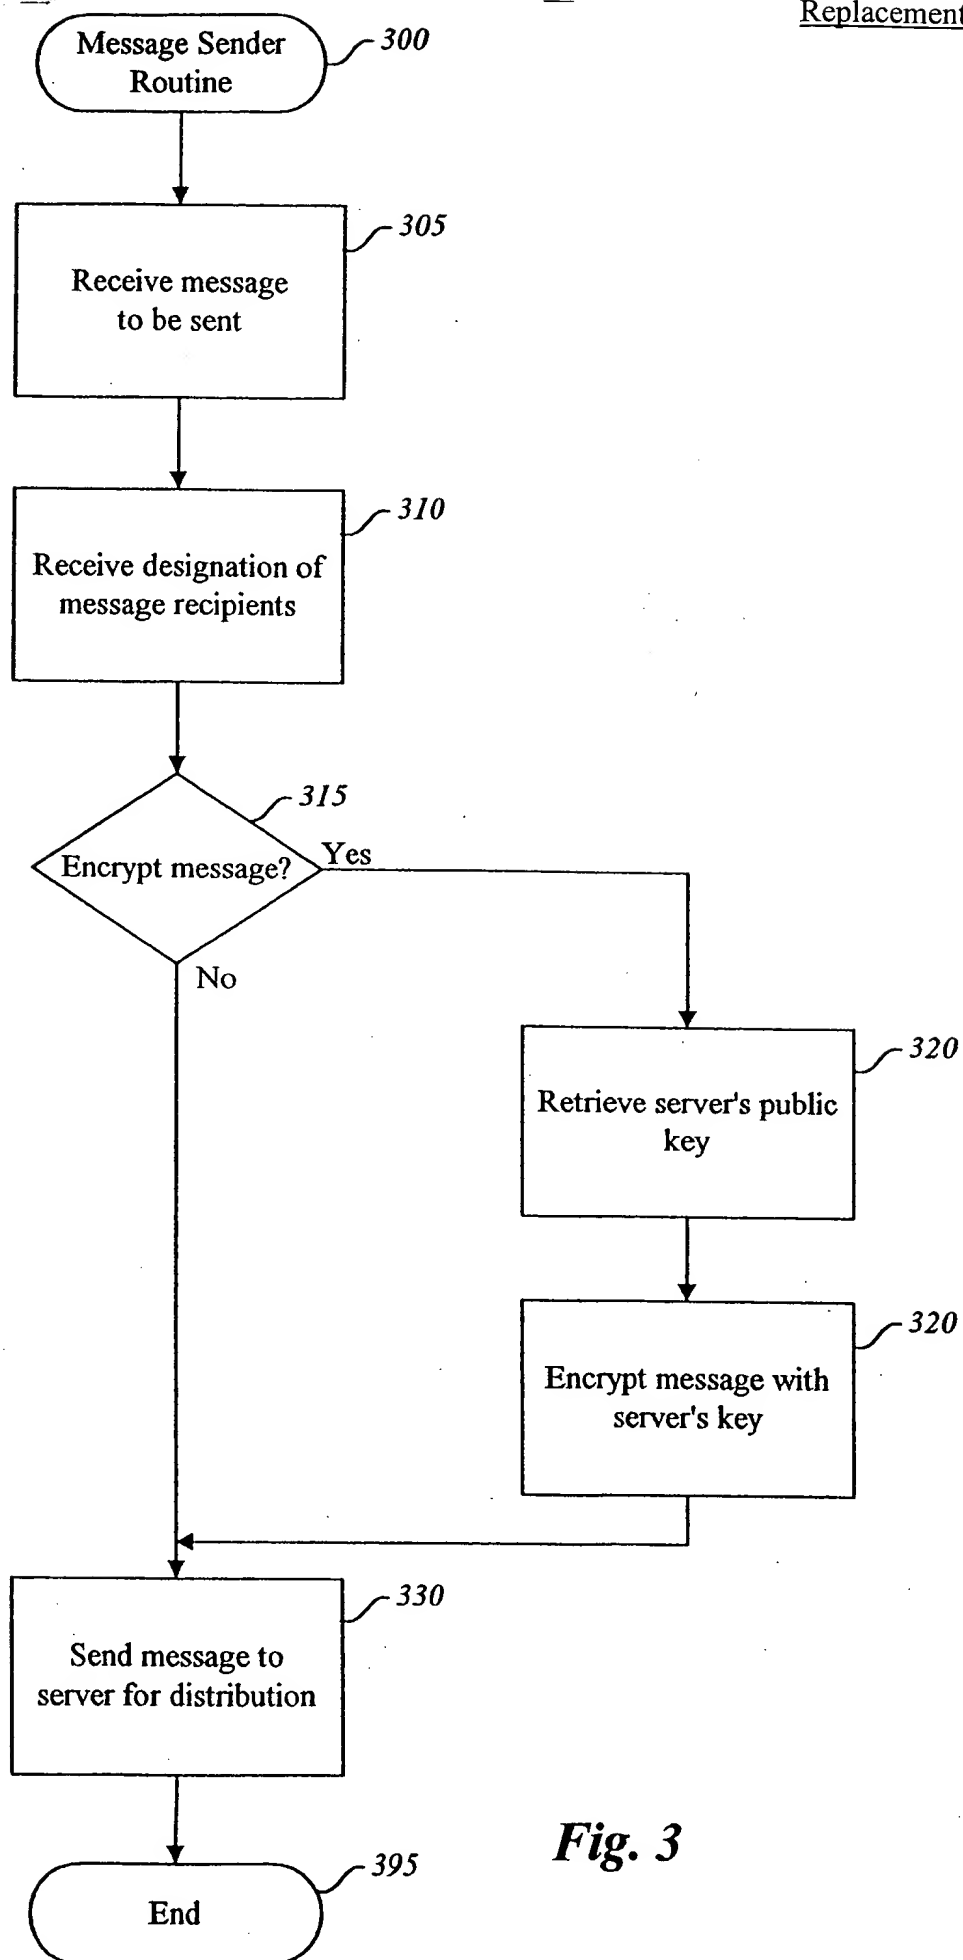 Replacement
Message Sender
Routine
300
305
Receive message
to be sent
310
Receive designation of
message recipients
315
Encrypt message?
Yes
No
320
Retrieve server's public
key
320
Encrypt message with
server's key
330
Send message to
server for distribution
Fig. 3
395
End